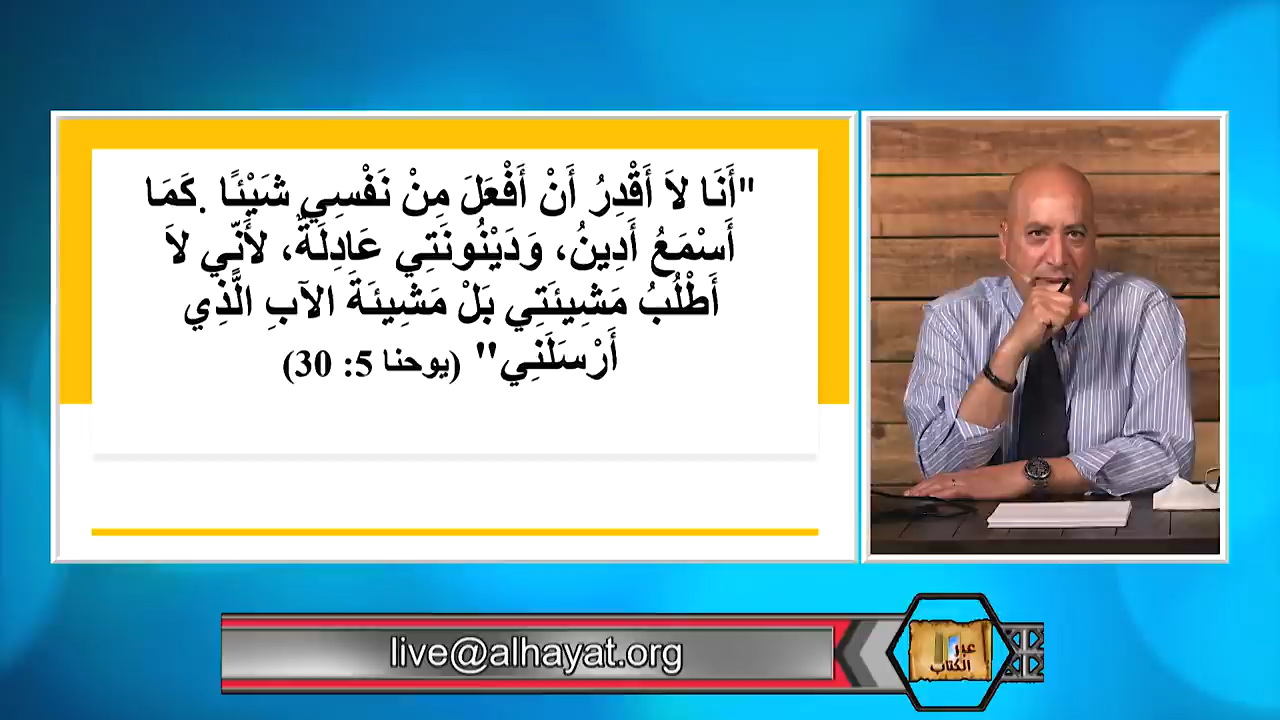 "أَنَا لاَ أَقْدِرُ أَنْ أَفْعَلَ مِنْ نَفْسِي شَيْئًا .كَمَا
أَسْمَعُ أَدِينُ، وَدَيْنُونَتِي عَادِلَةٌ، لأَنِّي لاَ
أَطْلُبُ مَشِيئَتِي بَلْ مَشِيئَةَ الآبِ الَّذِي
أَرْسَلَنِي" (يوحنا 5: 30)
live@alhayat.org
عبر
الكتاب